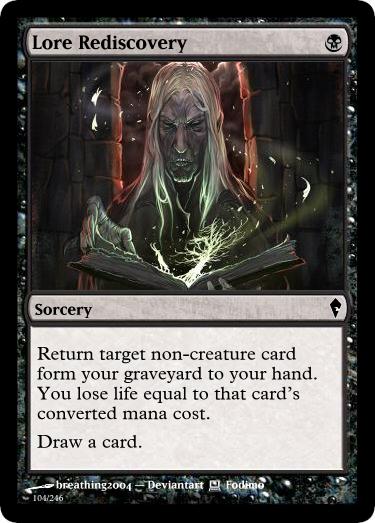 Lore Rediscovery
Sorcery
Return target non-creature card
form your graveyard to your hand.
You lose life equal to that card's
converted mana cost.
Draw a card.
breathing2004 — Deviantart Fodimo
104/246